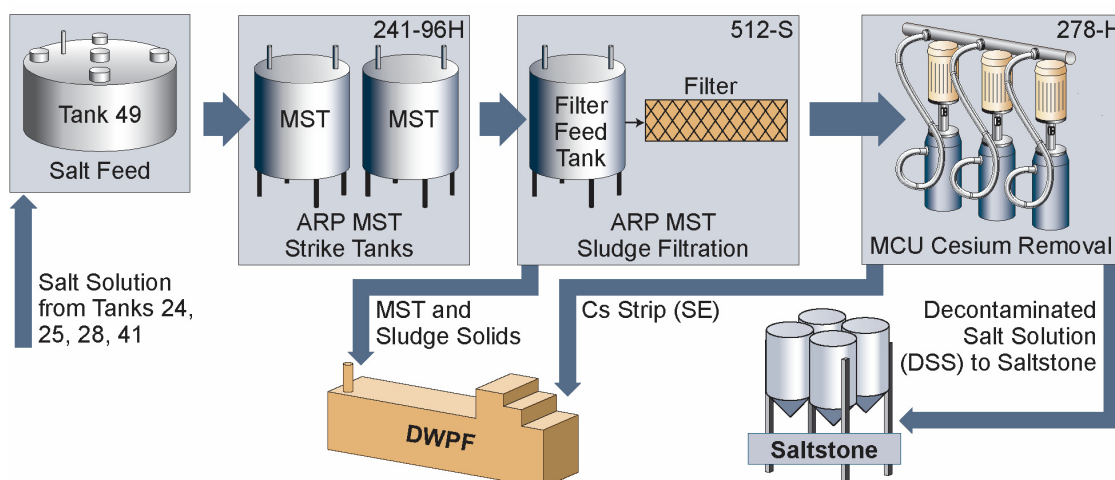 241-96H
512-S
278-H
Tank 49
Salt Feed
MST
MST
ARP MST
Strike Tanks
Filter
Feed
Tank
Filter
ARP MST
Sludge Filtration
MCU Cesium Removal
Salt Solution
from Tanks 24,
25, 28, 41
MST and
Sludge Solids
Cs Strip (SE)
Decontaminated
Salt Solution
(DSS) to Saltstone
DWPF
Saltstone